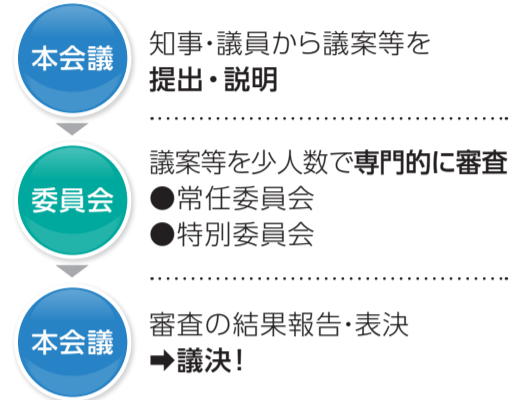 本会議
知事・議員から議案等を
提出・説明
委員会
議案等を少人数で専門的に審査
●常任委員会
●特別委員会
本会議
審査の結果報告・表決
➡議決！